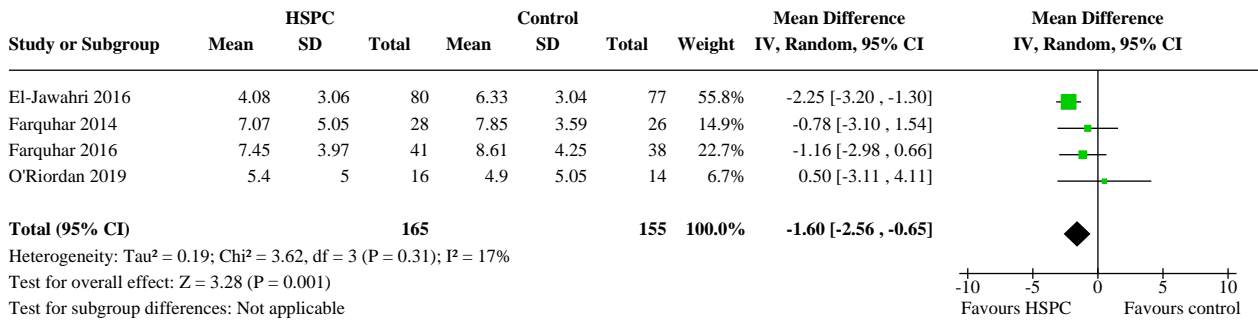 HSPC Control Mean Difference Mean Difference
Study or Subgroup Mean SD Total Mean SD Total Weight IV, Random, 95% CI IV, Random, 95% CI
El-Jawahri 2016 4.08 3.06 80 6.33 3.04 77 55.8% -2.25 [-3.20 , -1.30]
Farquhar 2014 7.07 5.05 28 7.85 3.59 26 14.9% -0.78 [-3.10 , 1.54]
Farquhar 2016 7.45 3.97 41 8.61 4.25 38 22.7% -1.16 [-2.98 , 0.66]
O'Riordan 2019 5.4 5 16 4.9 5.05 14 6.7% 0.50 [-3.11 , 4.11]
Total (95% CI) 165 155 100.0% -1.60 [-2.56 , -0.65]
Heterogeneity: Tau² = 0.19; Chi² = 3.62, df = 3 (P = 0.31); I² = 17%
Test for overall effect: Z = 3.28 (P = 0.001)
Test for subgroup differences: Not applicable
-10 -5 0 5 10
Favours HSPC Favours control